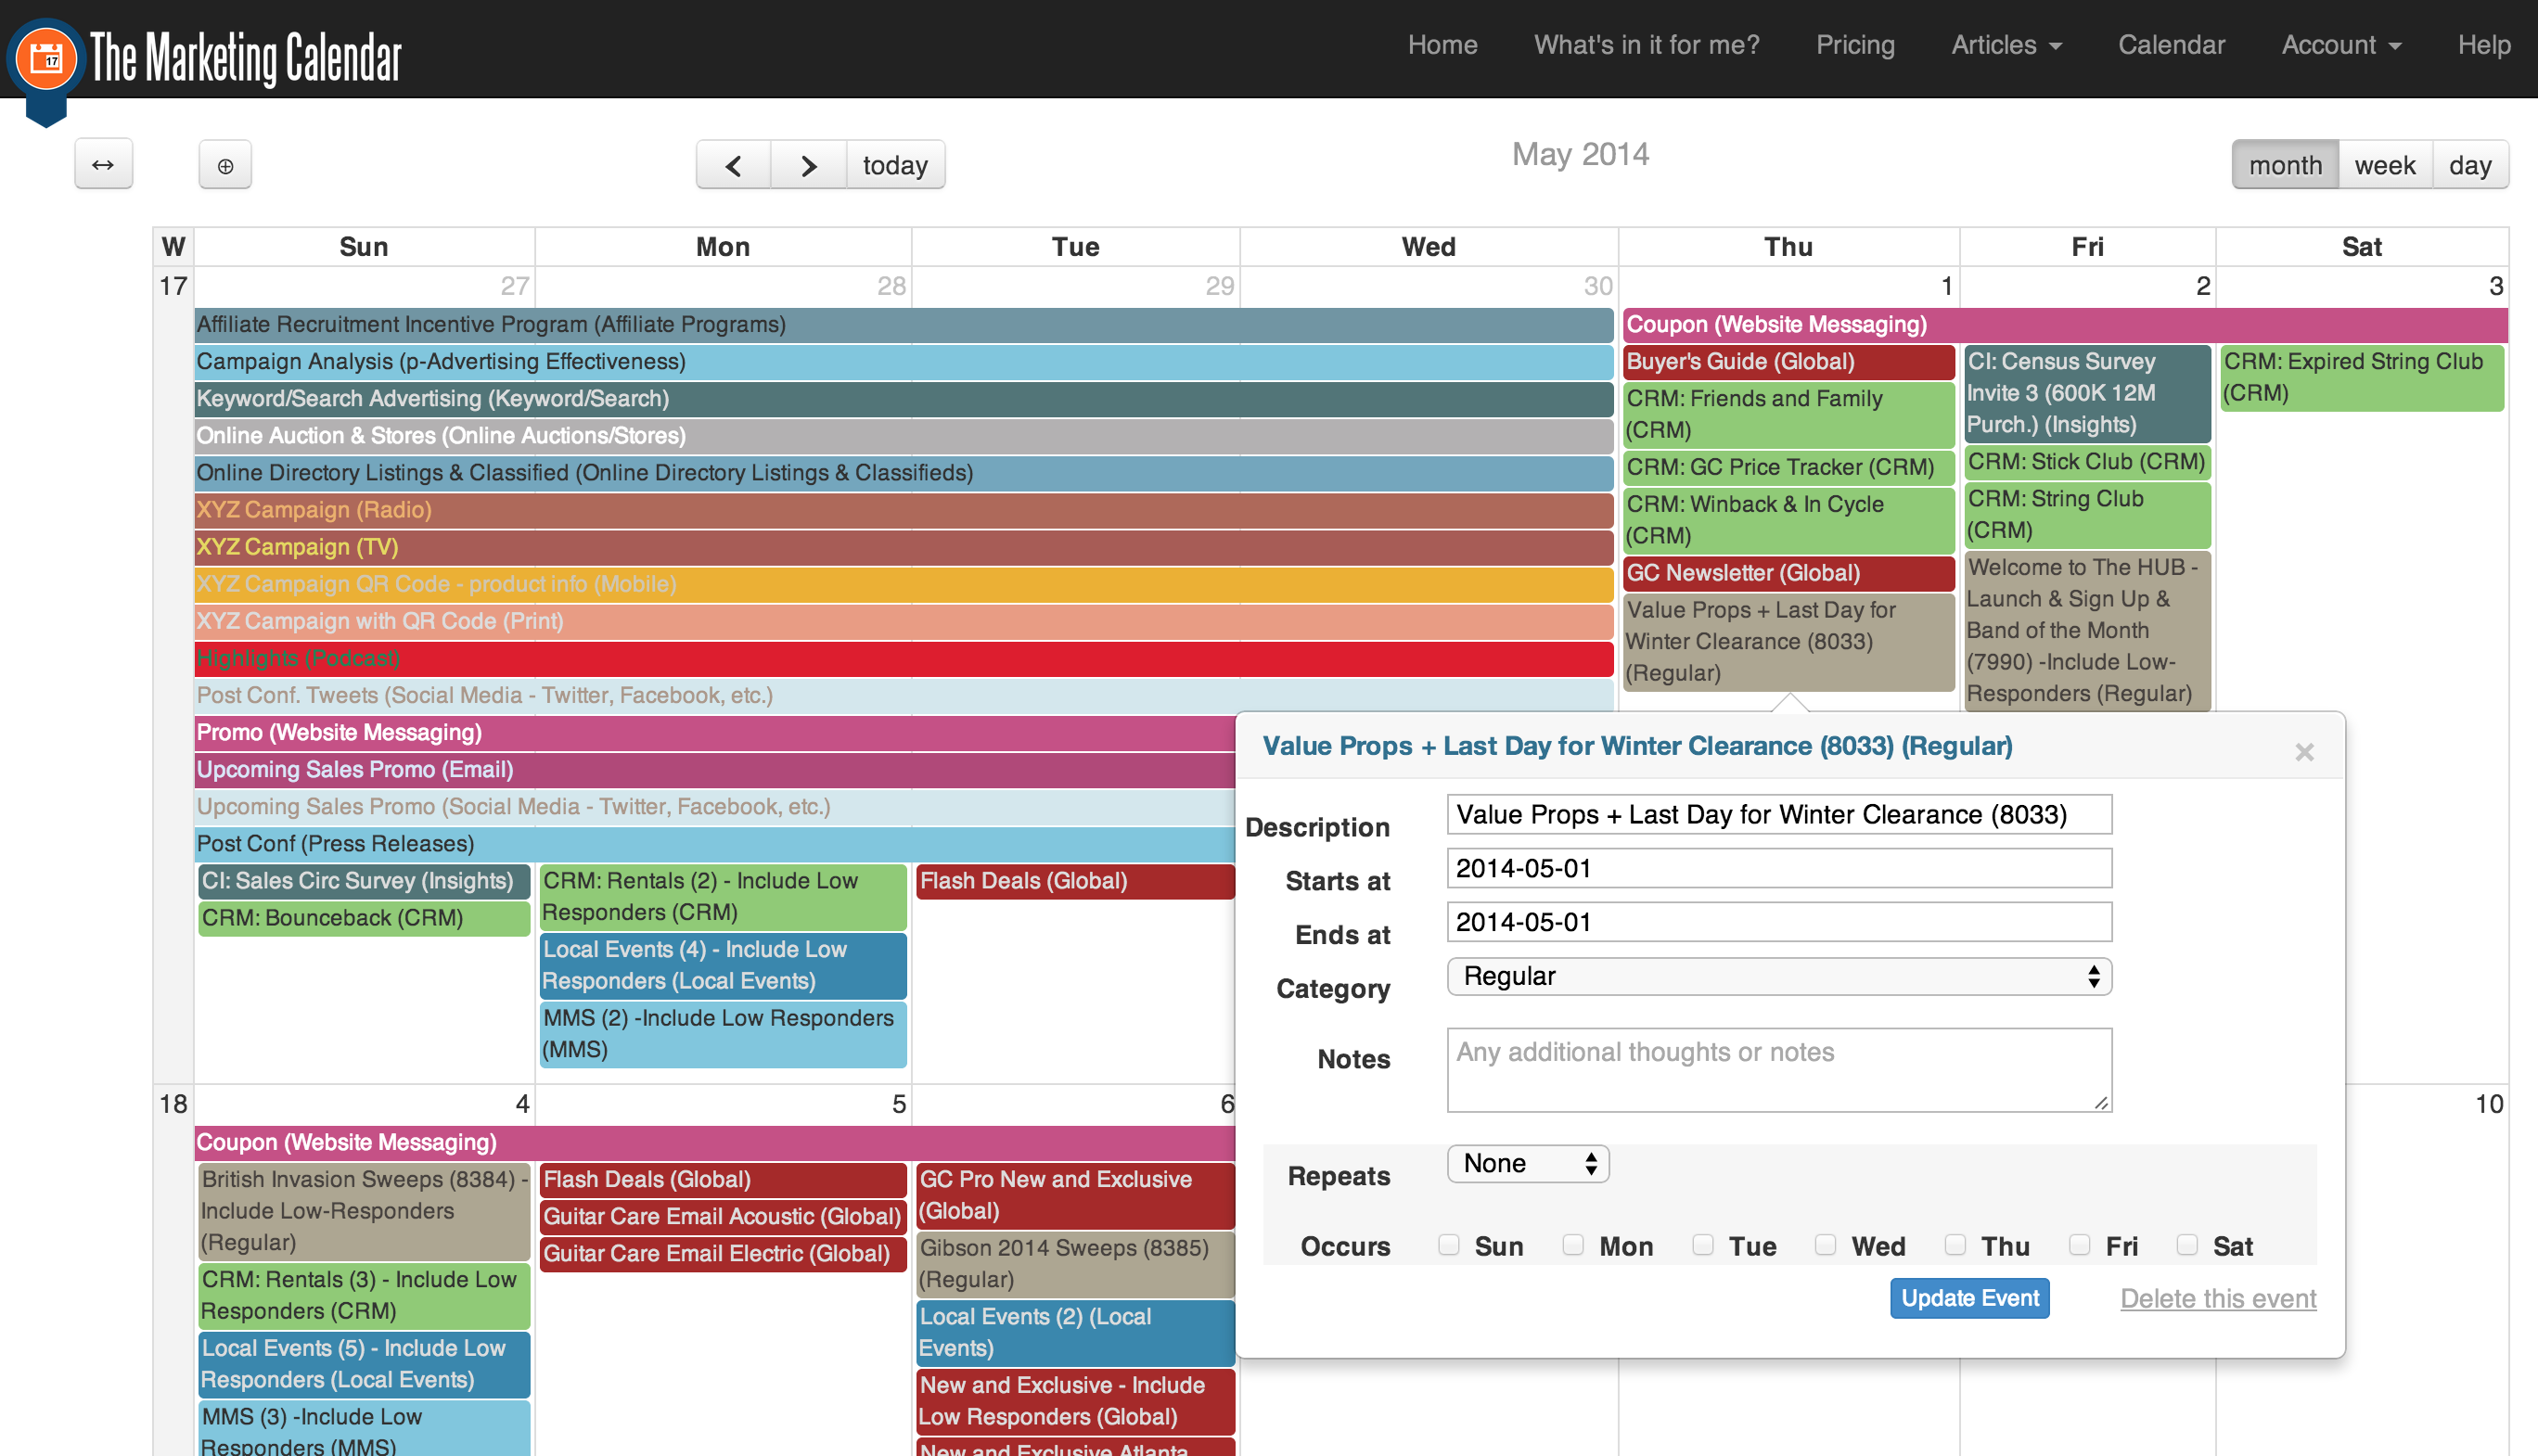 17
The Marketing Calendar
Home
What's in it for me?
Pricing
Articles
Calendar
Account
Help
today
May 2014
month
week
day
W
Sun
Mon
Tue
Wed
Thu
Fri
Sat
17
27
28
29
30
1
2
3
Affiliate Recruitment Incentive Program (Affiliate Programs)
Campaign Analysis (p-Advertising Effectiveness)
Keyword/Search Advertising (Keyword/Search)
Online Auction & Stores (Online Auctions/Stores)
Online Directory Listings & Classified (Online Directory Listings & Classifieds)
XYZ Campaign (Radio)
XYZ Campaign (TV)
XYZ Campaign QR Code - product info (Mobile)
XYZ Campaign with QR Code (Print)
Highlights (Podcast)
Post Conf. Tweets (Social Media - Twitter, Facebook, etc.)
Promo (Website Messaging)
Upcoming Sales Promo (Email)
Upcoming Sales Promo (Social Media - Twitter, Facebook, etc.)
Post Conf (Press Releases)
CI: Sales Circ Survey (Insights)
CRM: Bounceback (CRM)
CRM: Rentals (2) - Include Low
Responders (CRM)
Local Events (4) - Include Low
Responders (Local Events)
MMS (2) -Include Low Responders
(MMS)
Flash Deals (Global)
Coupon (Website Messaging)
Buyer's Guide (Global)
CRM: Friends and Family
(CRM)
CRM: GC Price Tracker (CRM)
CRM: Winback & In Cycle
(CRM)
GC Newsletter (Global)
Value Props + Last Day for
Winter Clearance (8033)
(Regular)
CI: Census Survey
Invite 3 (600K 12M
Purch.) (Insights)
CRM: Stick Club (CRM)
CRM: String Club
(CRM)
Welcome to The HUB -
Launch & Sign Up &
Band of the Month
(7990) -Include Low-
Responders (Regular)
CRM: Expired String Club
(CRM)
Value Props + Last Day for Winter Clearance (8033) (Regular)
×
Description
Value Props + Last Day for Winter Clearance (8033)
Starts at
2014-05-01
Ends at
2014-05-01
Category
Regular
Notes
Any additional thoughts or notes
Repeats
None
Occurs
Sun
Mon
Tue
Wed
Thu
Fri
Sat
Update Event
Delete this event
18
4
5
6
10
Coupon (Website Messaging)
British Invasion Sweeps (8384) -
Include Low-Responders
(Regular)
CRM: Rentals (3) - Include Low
Responders (CRM)
Local Events (5) - Include Low
Responders (Local Events)
MMS (3) -Include Low
Responders (MMS)
Flash Deals (Global)
Guitar Care Email Acoustic (Global)
Guitar Care Email Electric (Global)
GC Pro New and Exclusive
(Global)
Gibson 2014 Sweeps (8385)
(Regular)
Local Events (2) (Local
Events)
New and Exclusive - Include
Low Responders (Global)
New and Exclusive Atlanta